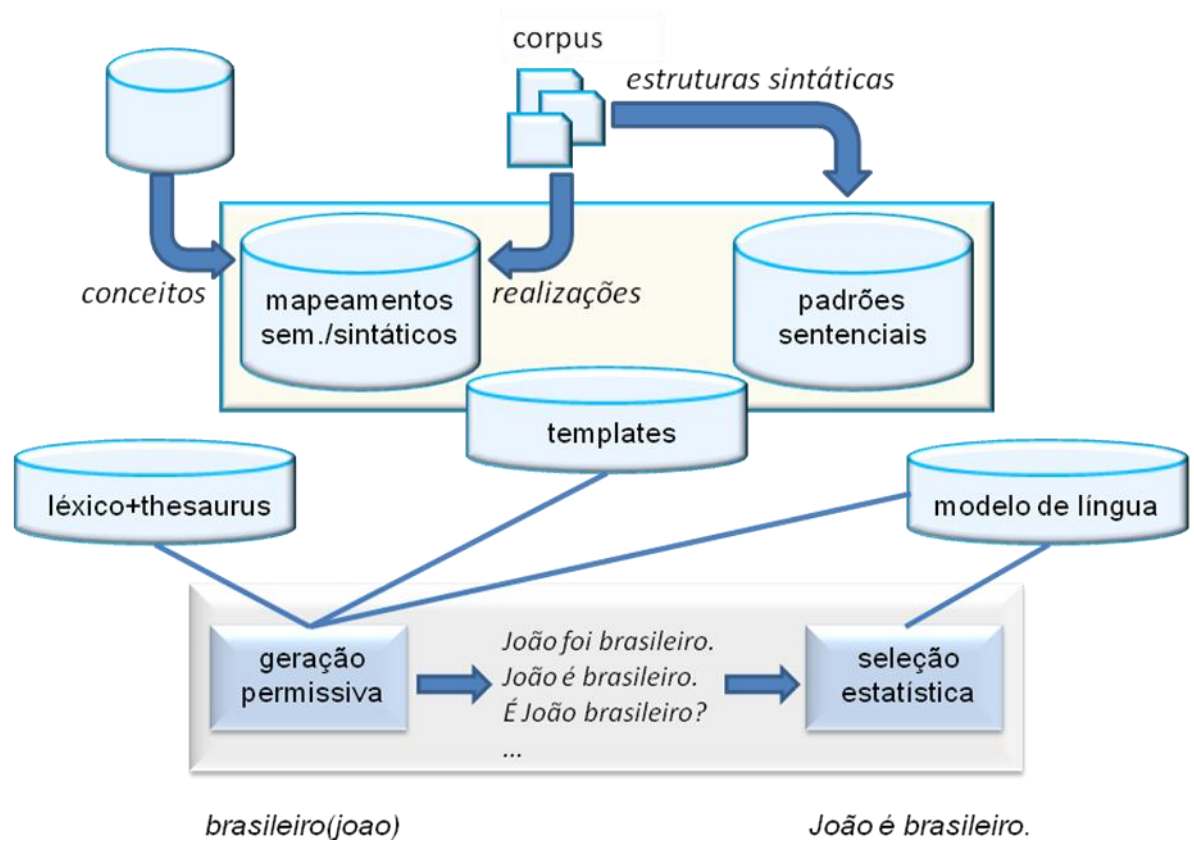 corpus
estruturas sintáticas
conceitos
realizações
mapeamentos
sem./sintáticos
padrões
sentenciais
templates
léxico+thesaurus
modelo de língua
geração
permissiva
João foi brasileiro.
João é brasileiro.
É João brasileiro?
...
seleção
estatística
brasileiro(joao)
João é brasileiro.